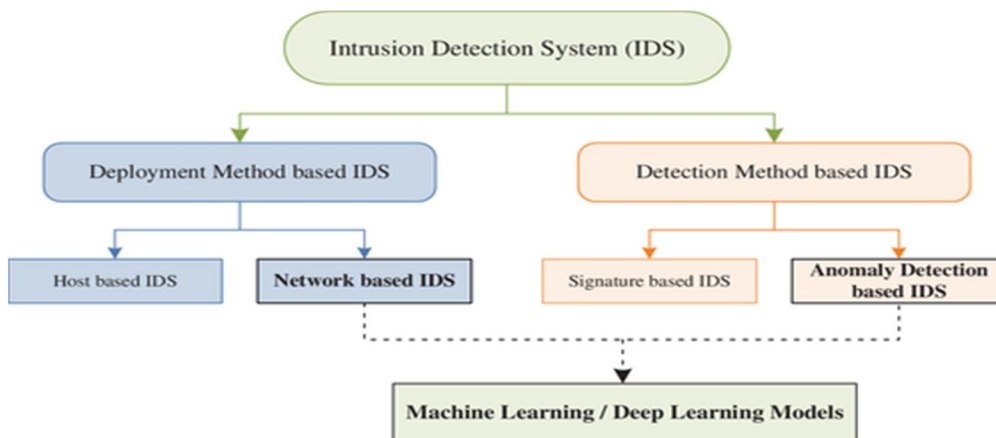 Intrusion Detection System (IDS)
Deployment Method based IDS
Detection Method based IDS
Host based IDS
Network based IDS
Signature based IDS
Anomaly Detection
based IDS
Machine Learning / Deep Learning Models